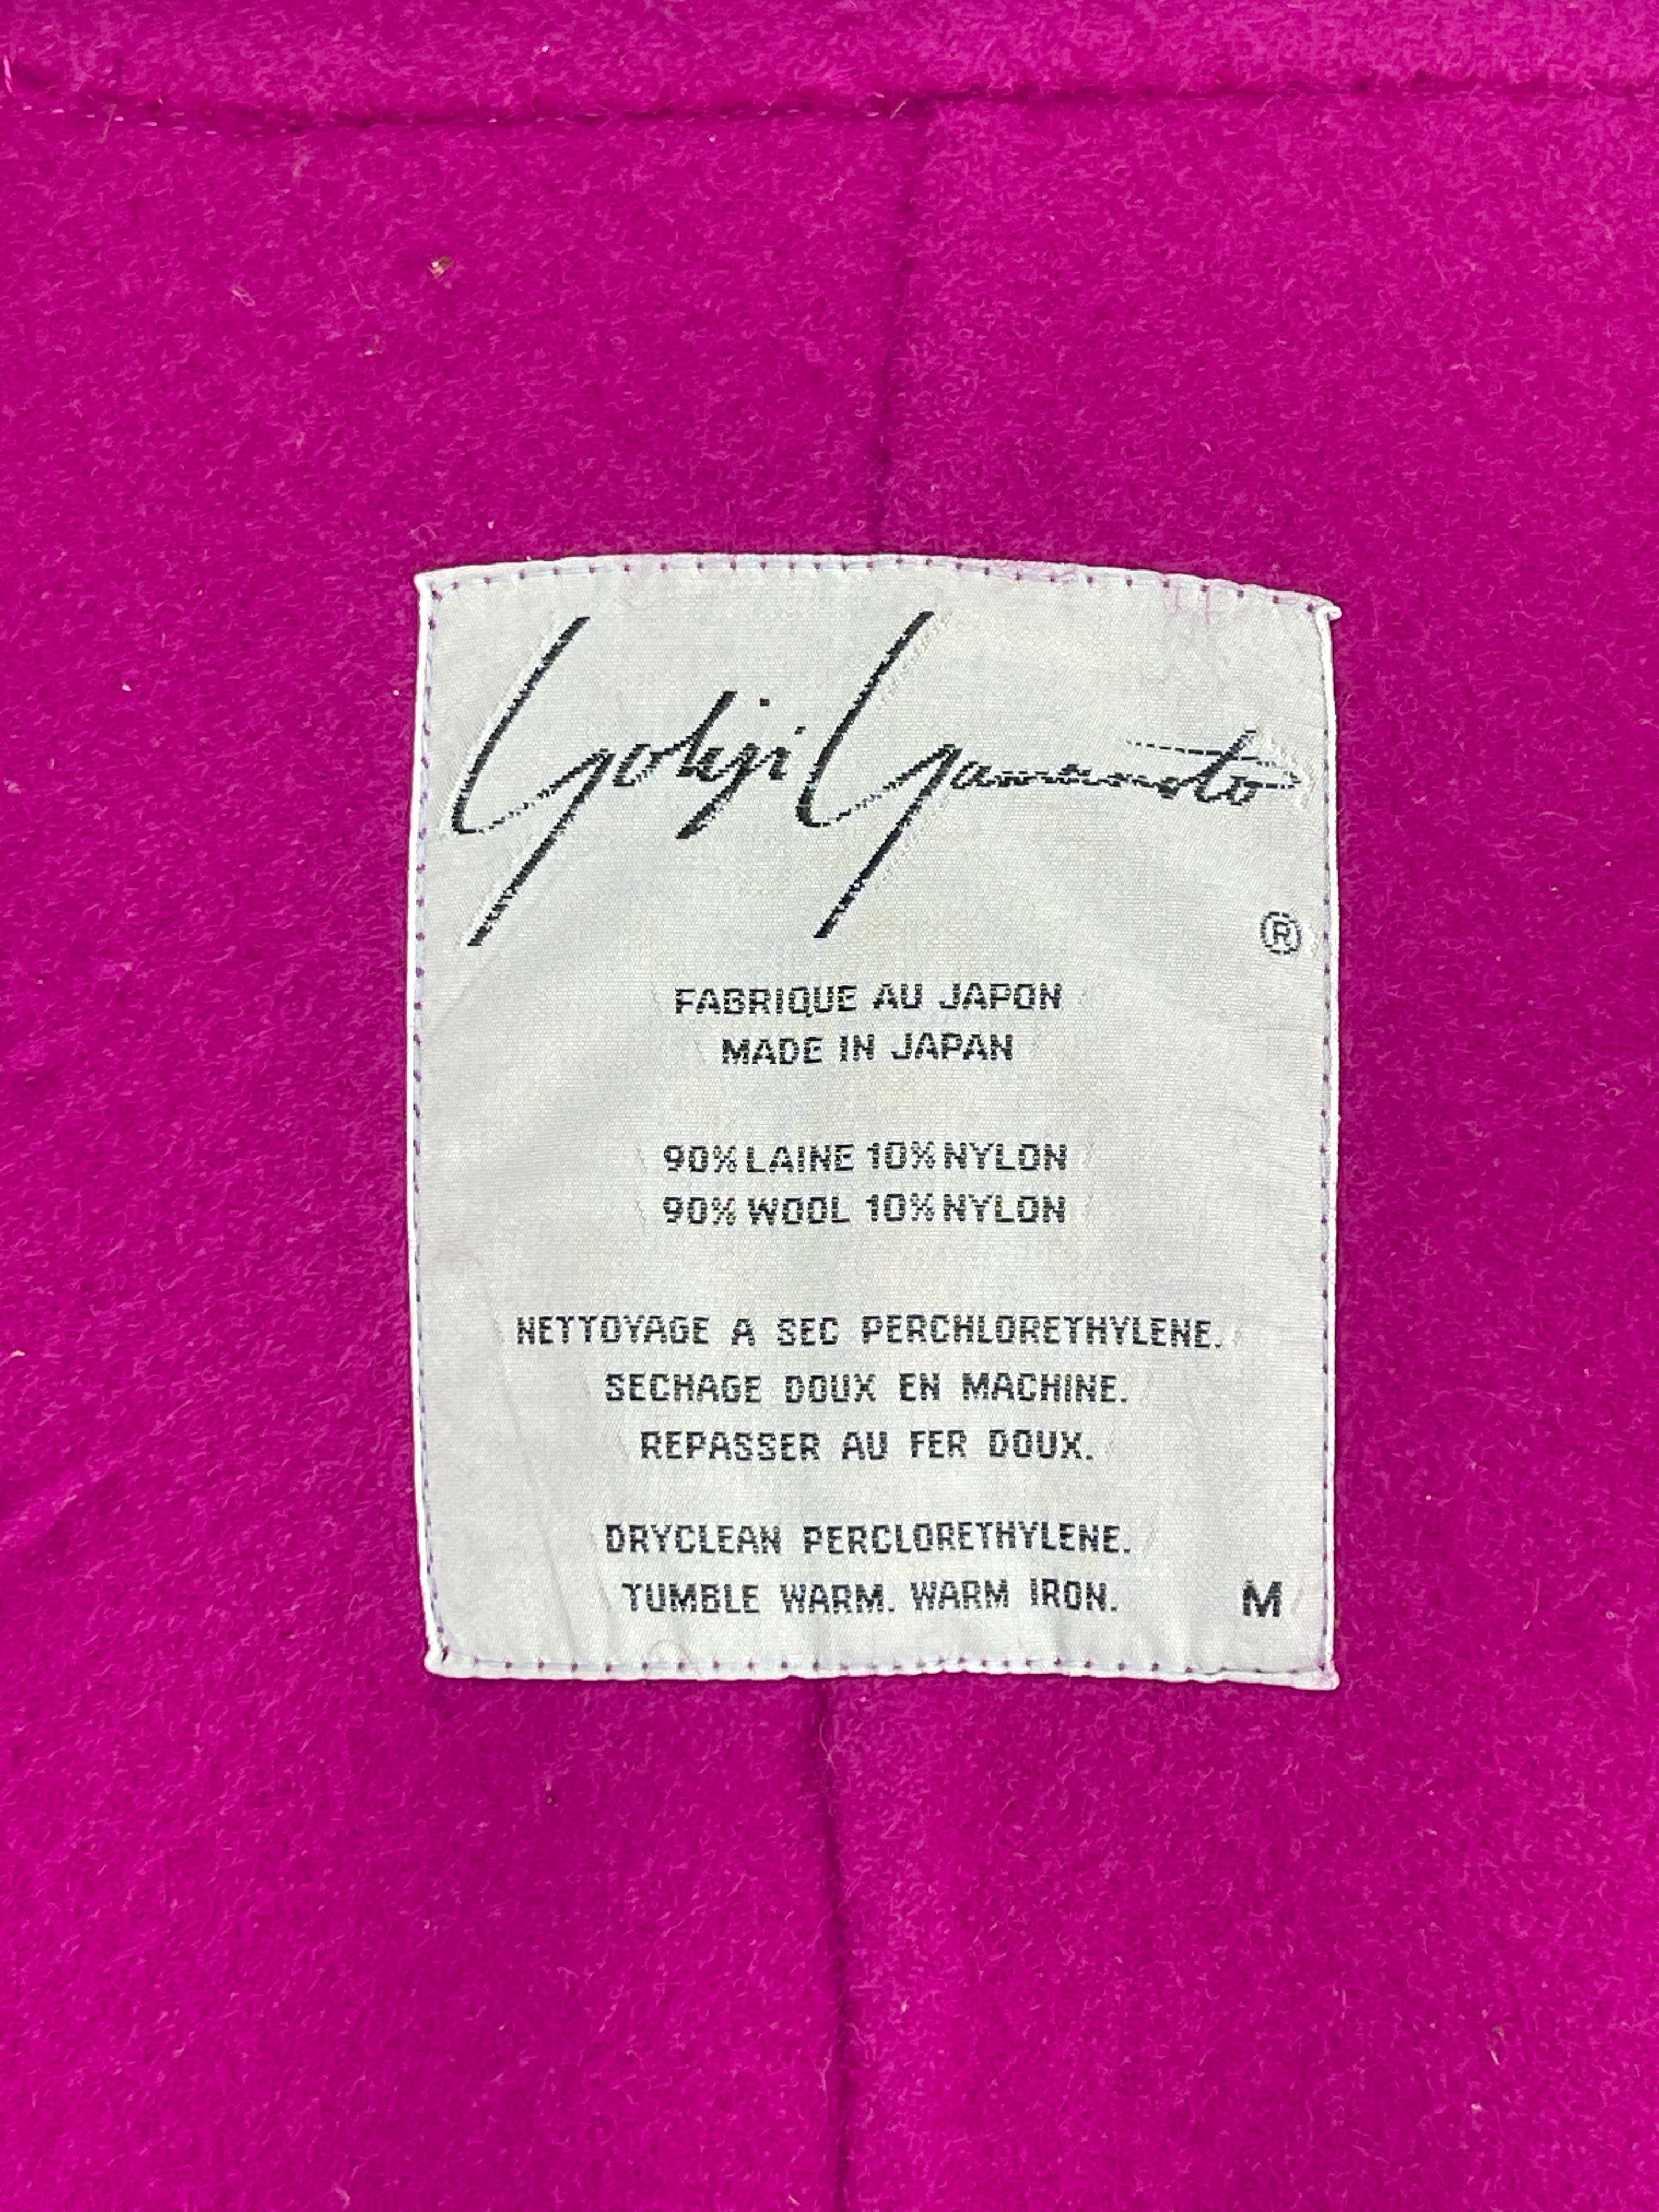 Yohji Yamamoto
®
FABRIQUE AU JAPON
MADE IN JAPAN
90% LAINE 10% NYLON
90% WOOL 10% NYLON
NETTOYAGE A SEC PERCHLORETHYLENE.
SECHAGE DOUX EN MACHINE.
REPASSER AU FER DOUX.
DRYCLEAN PERCLORETHYLENE.
TUMBLE WARM. WARM IRON. M